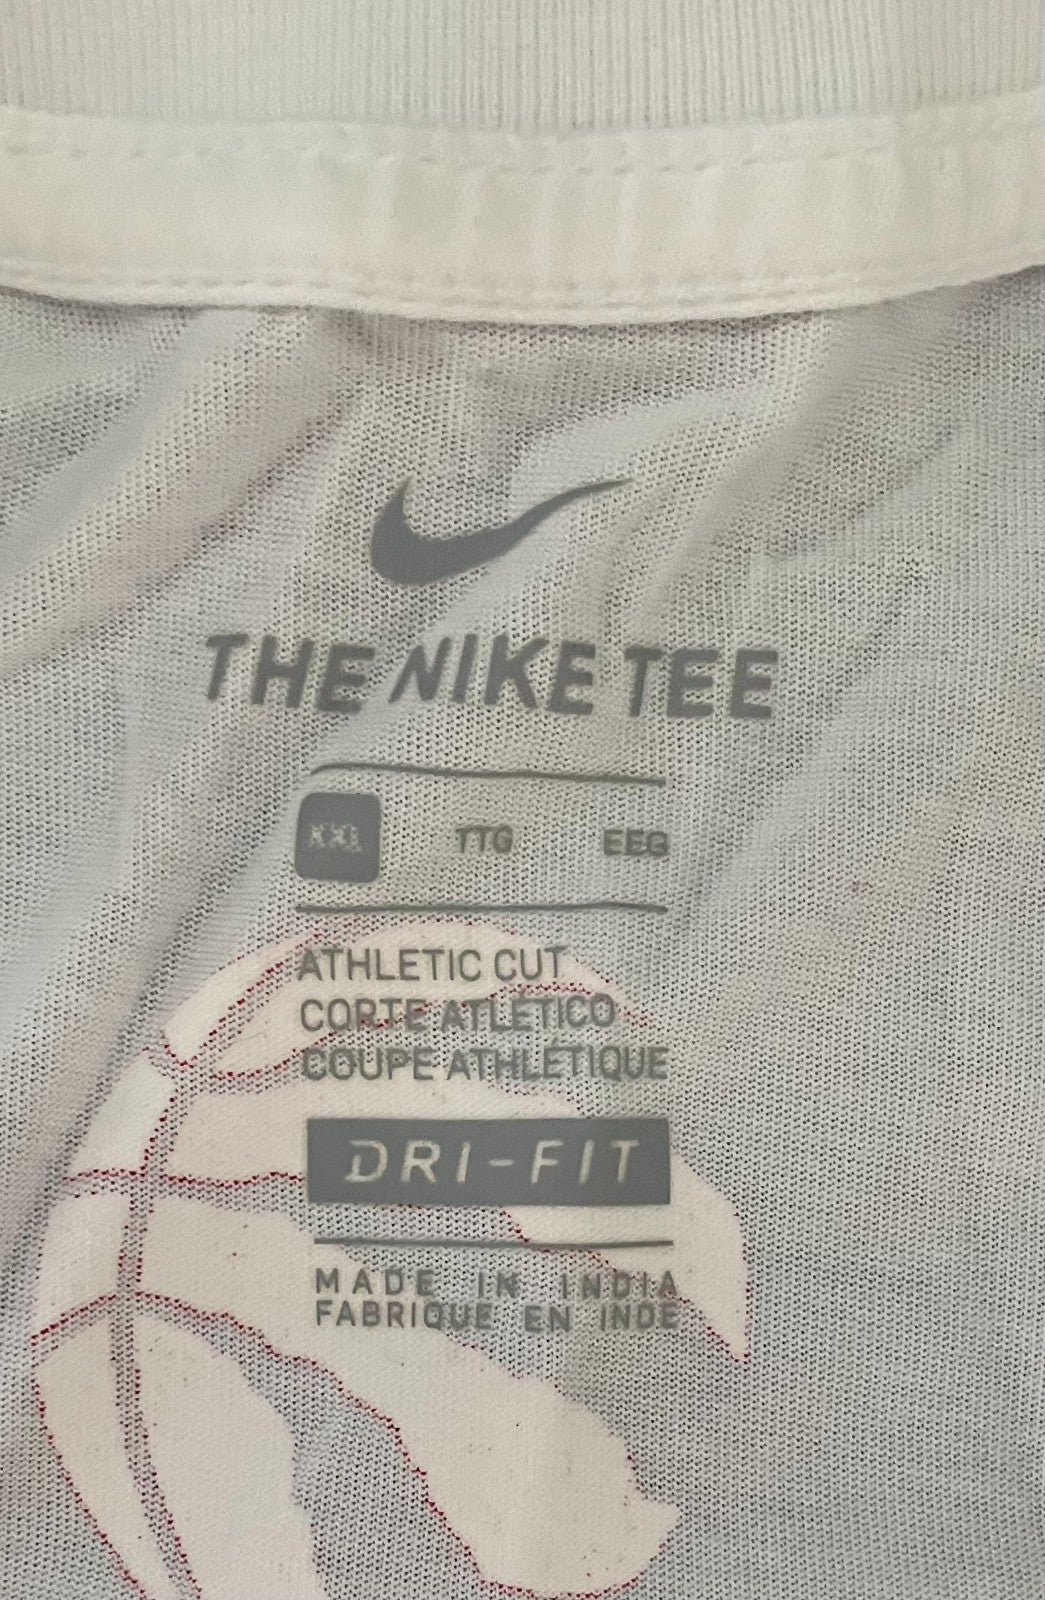 THE NIKE TEE
XXL TTG EEG
ATHLETIC CUT
CORTE ATLÉTICO
COUPE ATHLÉTIQUE
DRI-FIT
MADE IN INDIA
FABRIQUE EN INDE